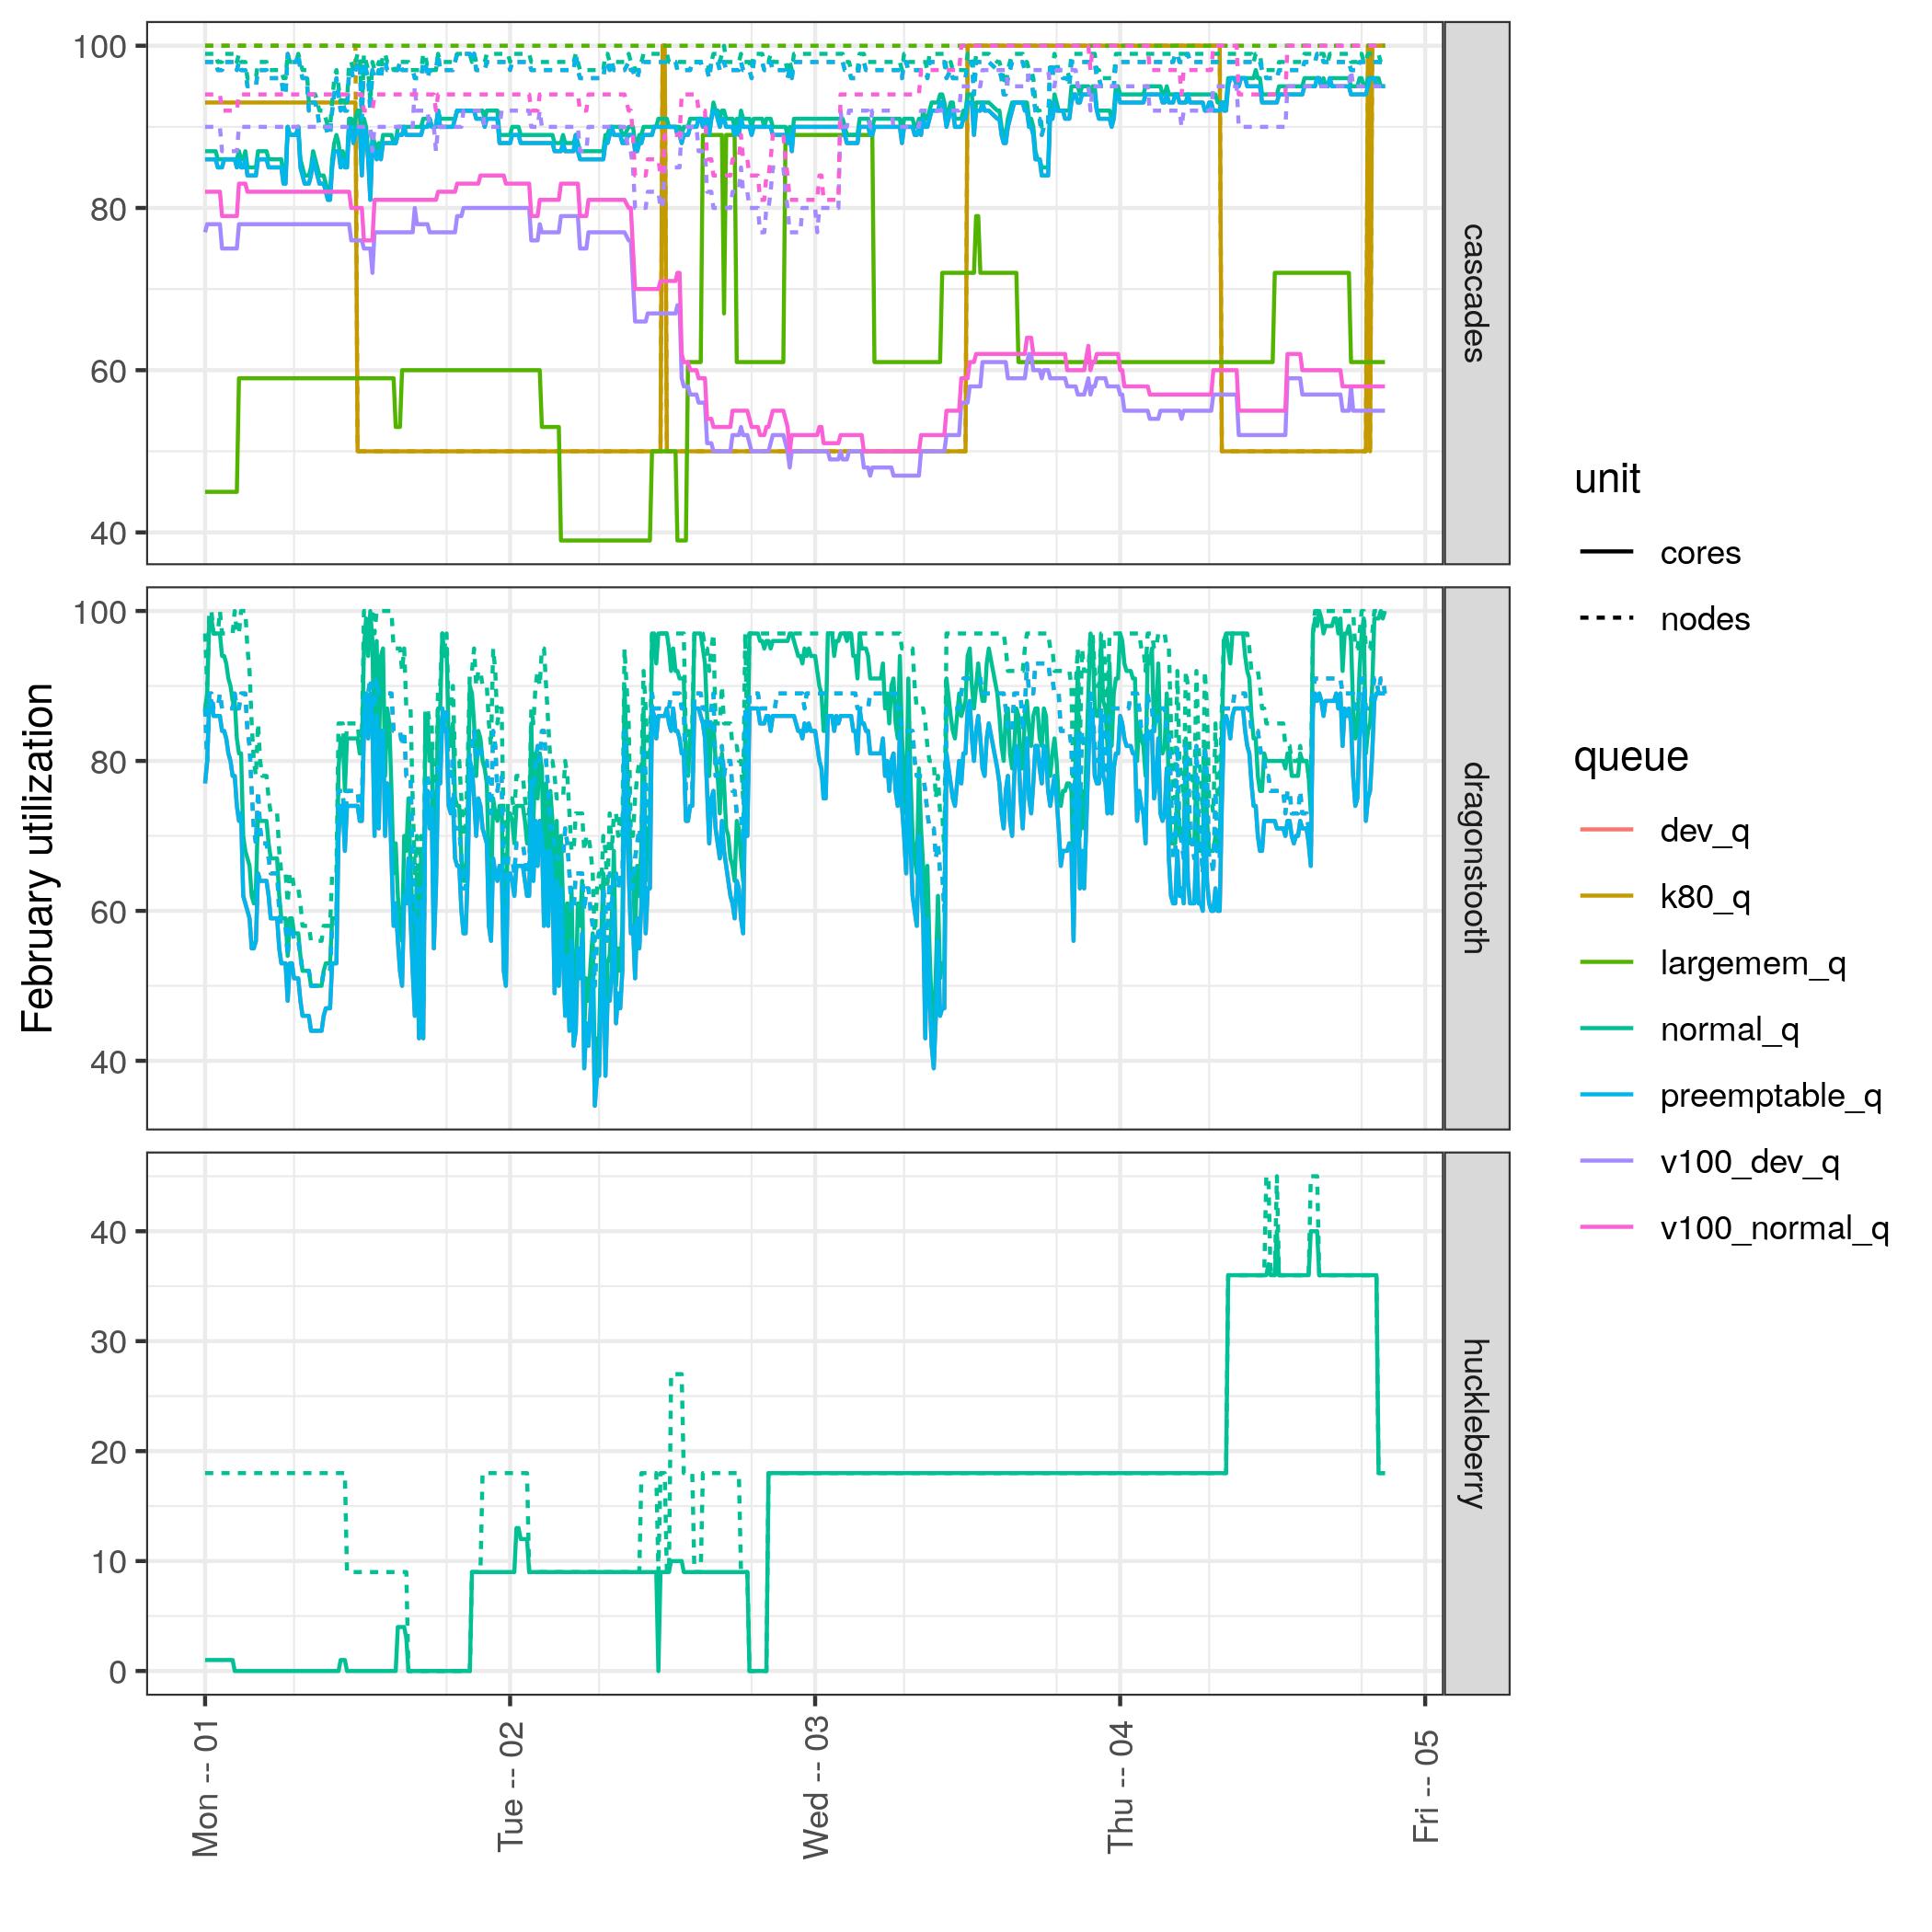 February utilization
100
80
60
40
cascades
100
80
60
40
dragonstooth
40
30
20
10
0
huckleberry
Mon -- 01
Tue -- 02
Wed -- 03
Thu -- 04
Fri -- 05
unit
cores
nodes
queue
dev_q
k80_q
largemem_q
normal_q
preemptable_q
v100_dev_q
v100_normal_q